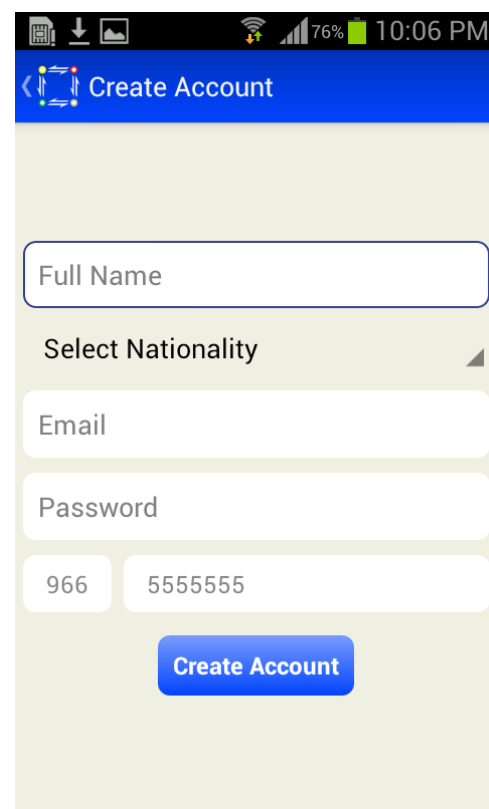 76% 10:06 PM
Create Account
Full Name
Select Nationality
Email
Password
966 5555555
Create Account